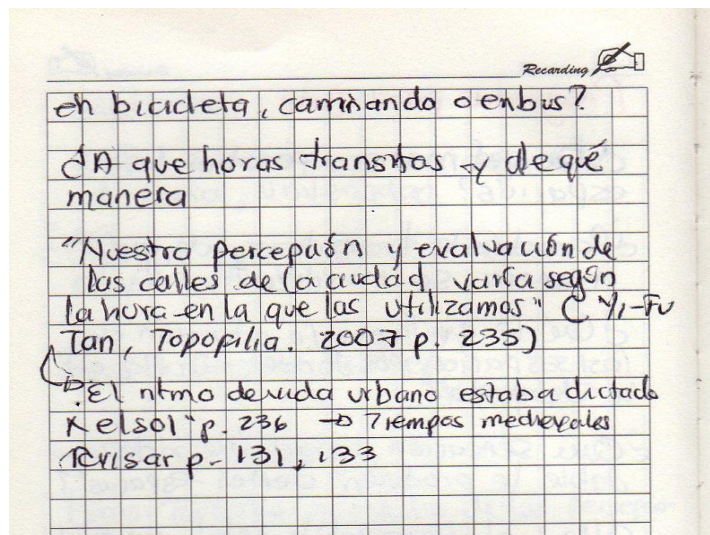 Recarding
en bicicleta, caminando o en bus?
¿A que horas transitas y de qué
manera
"Nuestra percepción y evaluación de
las calles de la ciudad varía según
la hora en la que las utilizamos" (Yi-Fu
Tan, Topofilia. 2007 p. 235)
"El ritmo de vida urbano estaba dictado
x el sol" p. 236 → Tiempos medievales
Revisar p. 131, 133